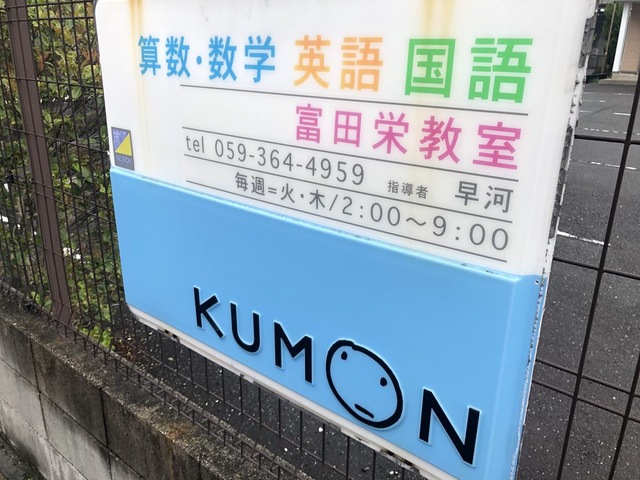 算数・数学 英語 国語
富田栄教室
tel 059-364-4959 指導者 早河
毎週=火・木/2:00〜9:00
KUMON